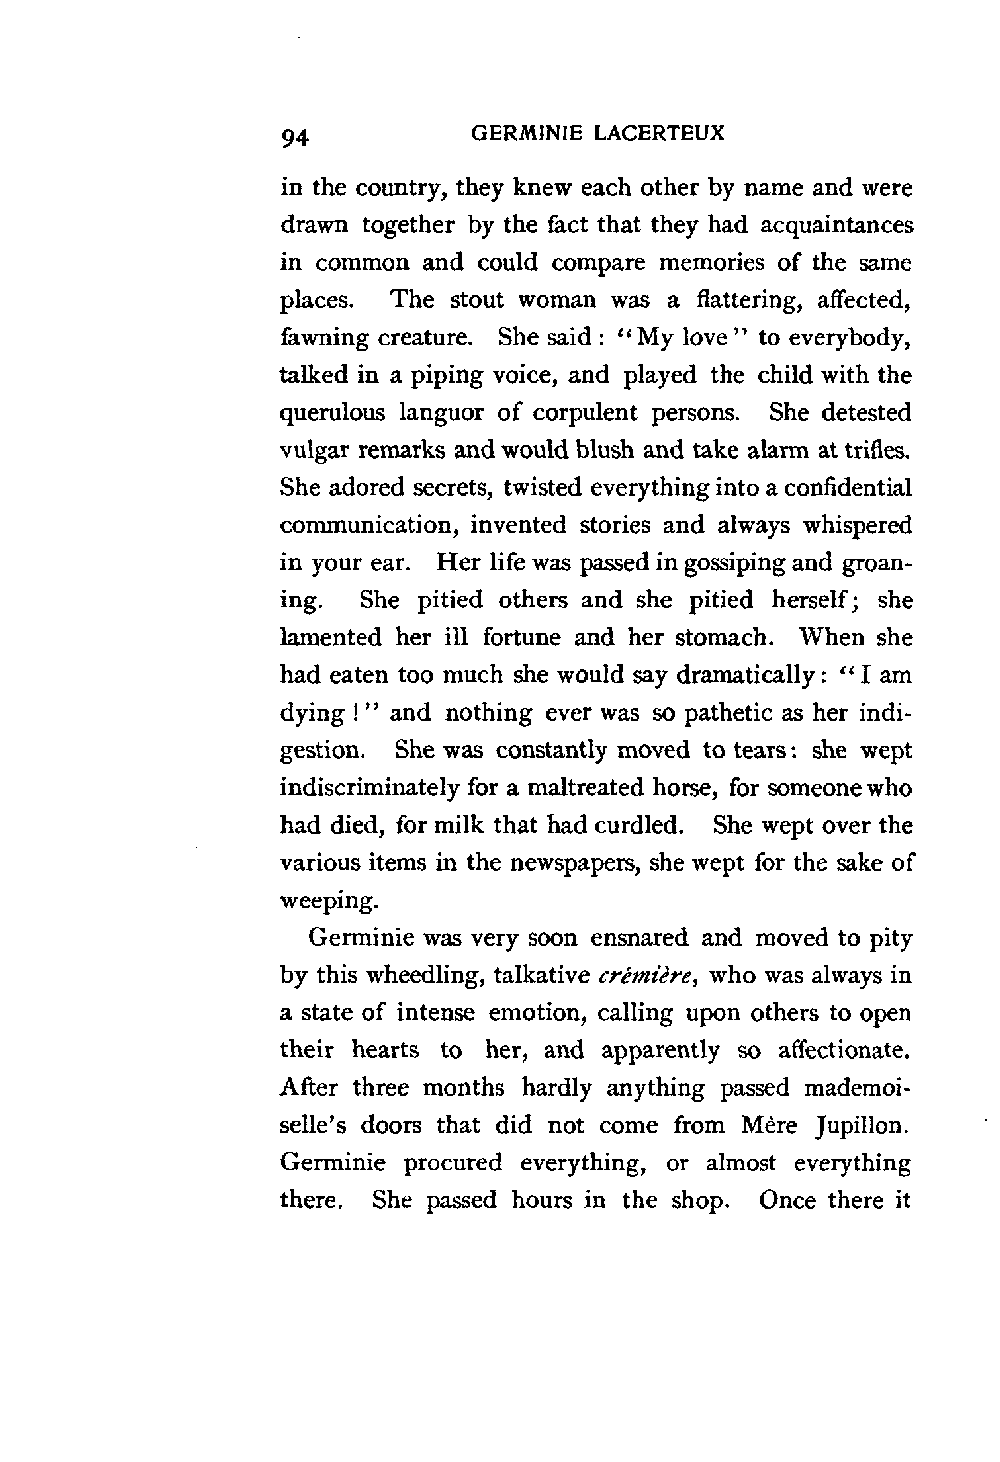 94 GERMINIE LACERTEUX
in the country, they knew each other by name and were
drawn together by the fact that they had acquaintances
in common and could compare memories of the same
places. The stout woman was a flattering, affected,
fawning creature. She said : “ My love ” to everybody,
talked in a piping voice, and played the child with the
querulous languor of corpulent persons. She detested
vulgar remarks and would blush and take alarm at trifles.
She adored secrets, twisted everything into a confidential
communication, invented stories and always whispered
in your ear. Her life was passed in gossiping and groan-
ing. She pitied others and she pitied herself; she
lamented her ill fortune and her stomach. When she
had eaten too much she would say dramatically : “ I am
dying ! ” and nothing ever was so pathetic as her indi-
gestion. She was constantly moved to tears: she wept
indiscriminately for a maltreated horse, for someone who
had died, for milk that had curdled. She wept over the
various items in the newspapers, she wept for the sake of
weeping.
Germinie was very soon ensnared and moved to pity
by this wheedling, talkative crèmière, who was always in
a state of intense emotion, calling upon others to open
their hearts to her, and apparently so affectionate.
After three months hardly anything passed mademoi-
selle’s doors that did not come from Mère Jupillon.
Germinie procured everything, or almost everything
there. She passed hours in the shop. Once there it